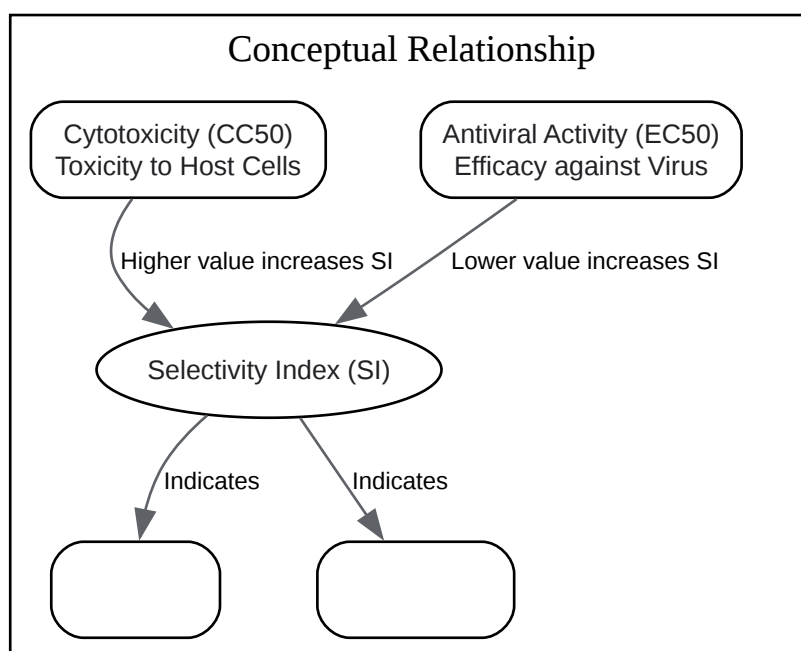 Conceptual Relationship
Cytotoxicity (CC50)
Toxicity to Host Cells
Antiviral Activity (EC50)
Efficacy against Virus
Higher value increases SI
Lower value increases SI
Selectivity Index (SI)
Indicates
Indicates